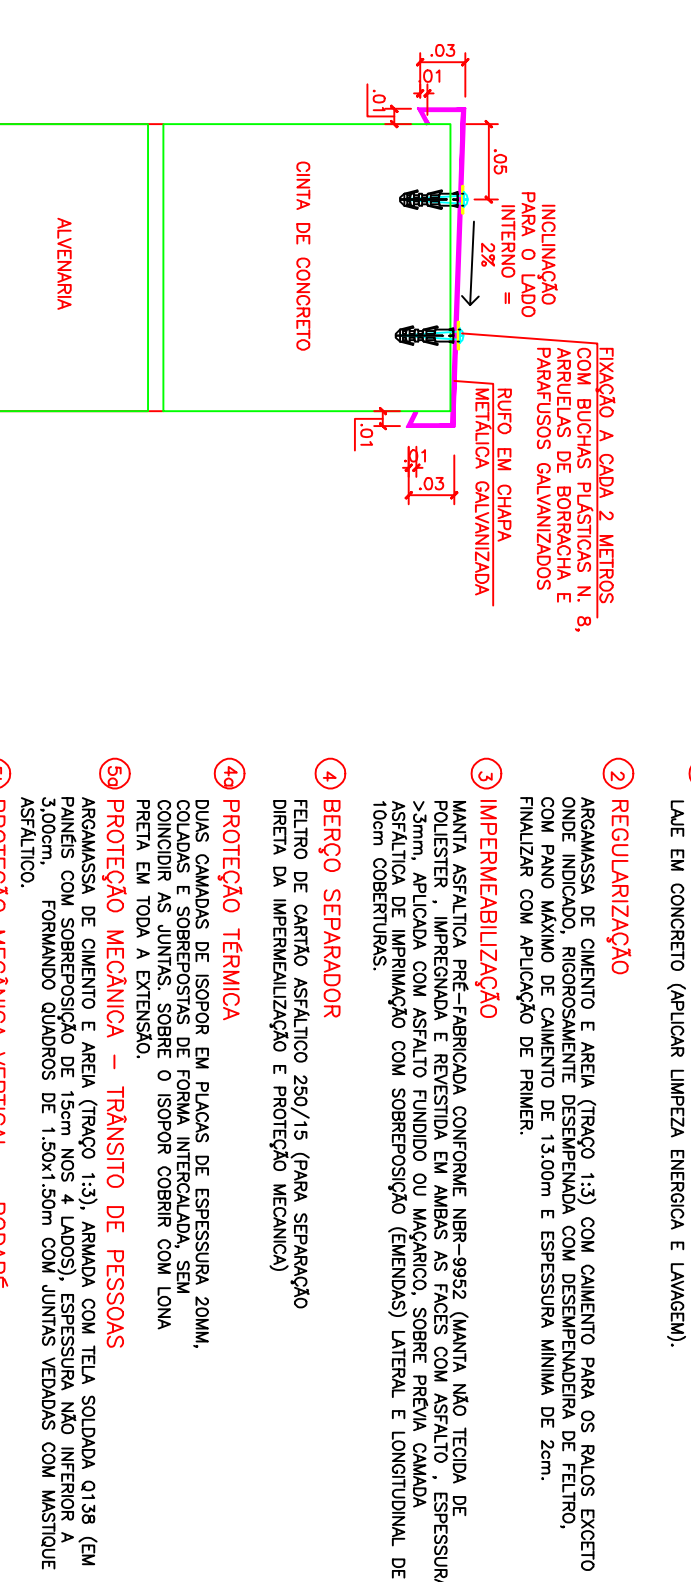 .03
.01
.01
.05
INCLINAÇÃO
PARA O LADO
INTERNO =
2%
CINTA DE CONCRETO
ALVENARIA
FIXAÇÃO A CADA 2 METROS
COM BUCHAS PLÁSTICAS N. 8,
ARRUELAS DE BORRACHA E
PARAFUSOS GALVANIZADOS
RUFO EM CHAPA
METÁLICA GALVANIZADA
.01
.01
.03
LAJE EM CONCRETO (APLICAR LIMPEZA ENERGICA E LAVAGEM).
2 REGULARIZAÇÃO
ARGAMASSA DE CIMENTO E AREIA (TRAÇO 1:3) COM CAIMENTO PARA OS RALOS EXCETO
ONDE INDICADO, RIGOROSAMENTE DESEMPENADA COM DESEMPENADEIRA DE FELTRO,
COM PANO MÁXIMO DE CAIMENTO DE 13.00m E ESPESSURA MÍNIMA DE 2cm.
FINALIZAR COM APLICAÇÃO DE PRIMER.
3 IMPERMEABILIZAÇÃO
MANTA ASFALTICA PRÉ-FABRICADA CONFORME NBR-9952 (MANTA NÃO TECIDA DE
POLIESTER , IMPREGNADA E REVESTIDA EM AMBAS AS FACES COM ASFALTO , ESPESSURA
>3mm, APLICADA COM ASFALTO FUNDIDO OU MAÇARICO, SOBRE PRÉVIA CAMADA
ASFÁLTICA DE IMPRIMAÇÃO COM SOBREPOSIÇÃO (EMENDAS) LATERAL E LONGITUDINAL DE
10cm COBERTURAS.
4 BERÇO SEPARADOR
FELTRO DE CARTÃO ASFÁLTICO 250/15 (PARA SEPARAÇÃO
DIRETA DA IMPERMEAILIZAÇÃO E PROTEÇÃO MECANICA)
4a PROTEÇÃO TÉRMICA
DUAS CAMADAS DE ISOPOR EM PLACAS DE ESPESSURA 20MM,
COLADAS E SOBREPOSTAS DE FORMA INTERCALADA, SEM
COINCIDIR AS JUNTAS. SOBRE O ISOPOR COBRIR COM LONA
PRETA EM TODA A EXTENSÃO.
5a PROTEÇÃO MECÂNICA - TRÂNSITO DE PESSOAS
ARGAMASSA DE CIMENTO E AREIA (TRAÇO 1:3), ARMADA COM TELA SOLDADA Q138 (EM
PAINÉIS COM SOBREPOSIÇÃO DE 15cm NOS 4 LADOS), ESPESSURA NÃO INFERIOR A
3,00cm, FORMANDO QUADROS DE 1.50x1.50m COM JUNTAS VEDADAS COM MASTIQUE
ASFÁLTICO.
PROTEÇÃO MECÂNICA VERTICAL - RODAPÉ